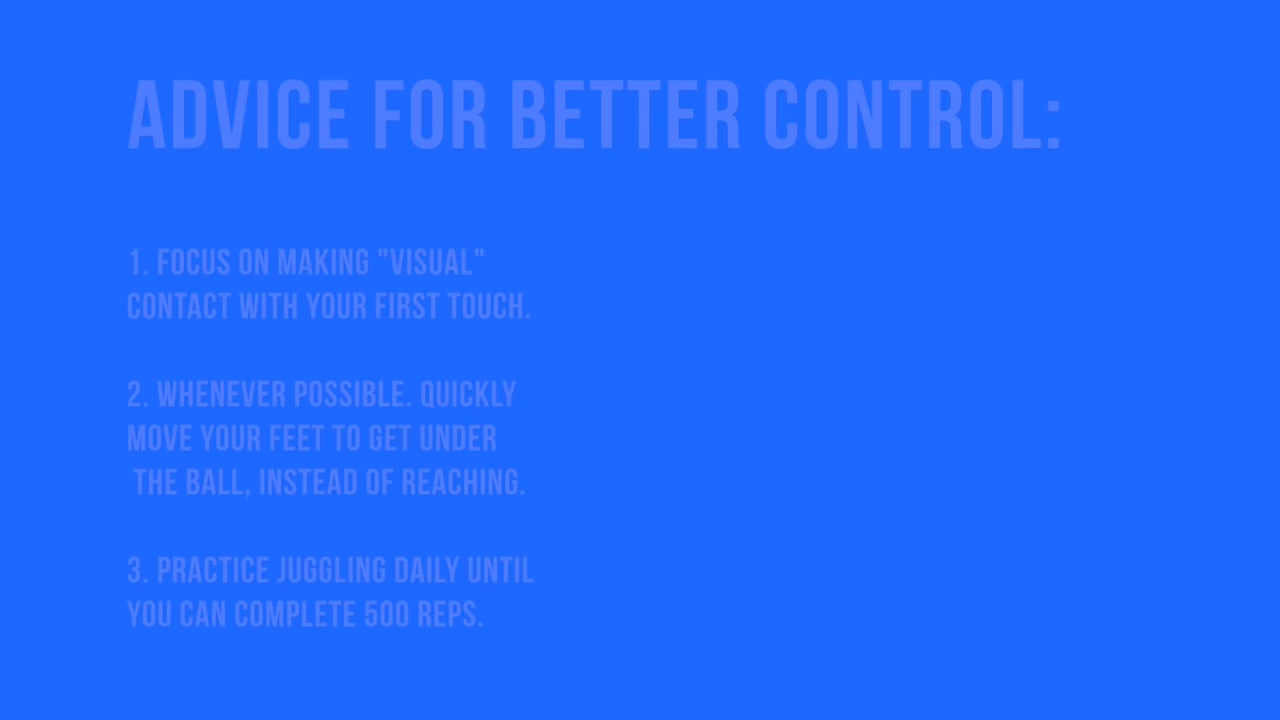 ADVICE FOR BETTER CONTROL:
1. FOCUS ON MAKING "VISUAL"
CONTACT WITH YOUR FIRST TOUCH.
2. WHENEVER POSSIBLE. QUICKLY
MOVE YOUR FEET TO GET UNDER
THE BALL, INSTEAD OF REACHING.
3. PRACTICE JUGGLING DAILY UNTIL
YOU CAN COMPLETE 500 REPS.